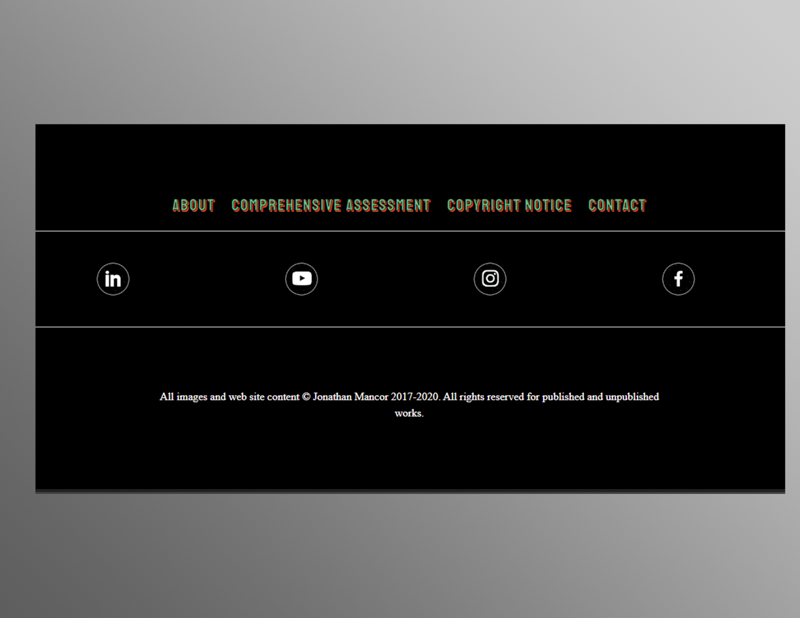 ABOUT COMPREHENSIVE ASSESSMENT COPYRIGHT NOTICE CONTACT
All images and web site content © Jonathan Mancor 2017-2020. All rights reserved for published and unpublished
works.